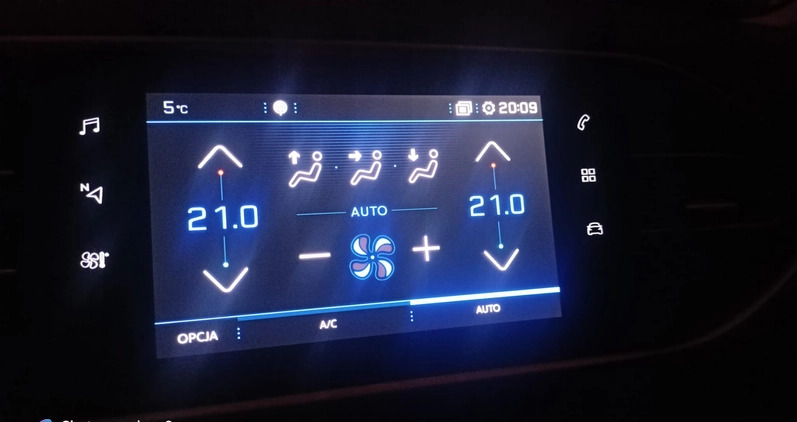 5°C 20:09
N
21.0 21.0
AUTO
OPCJA A/C AUTO